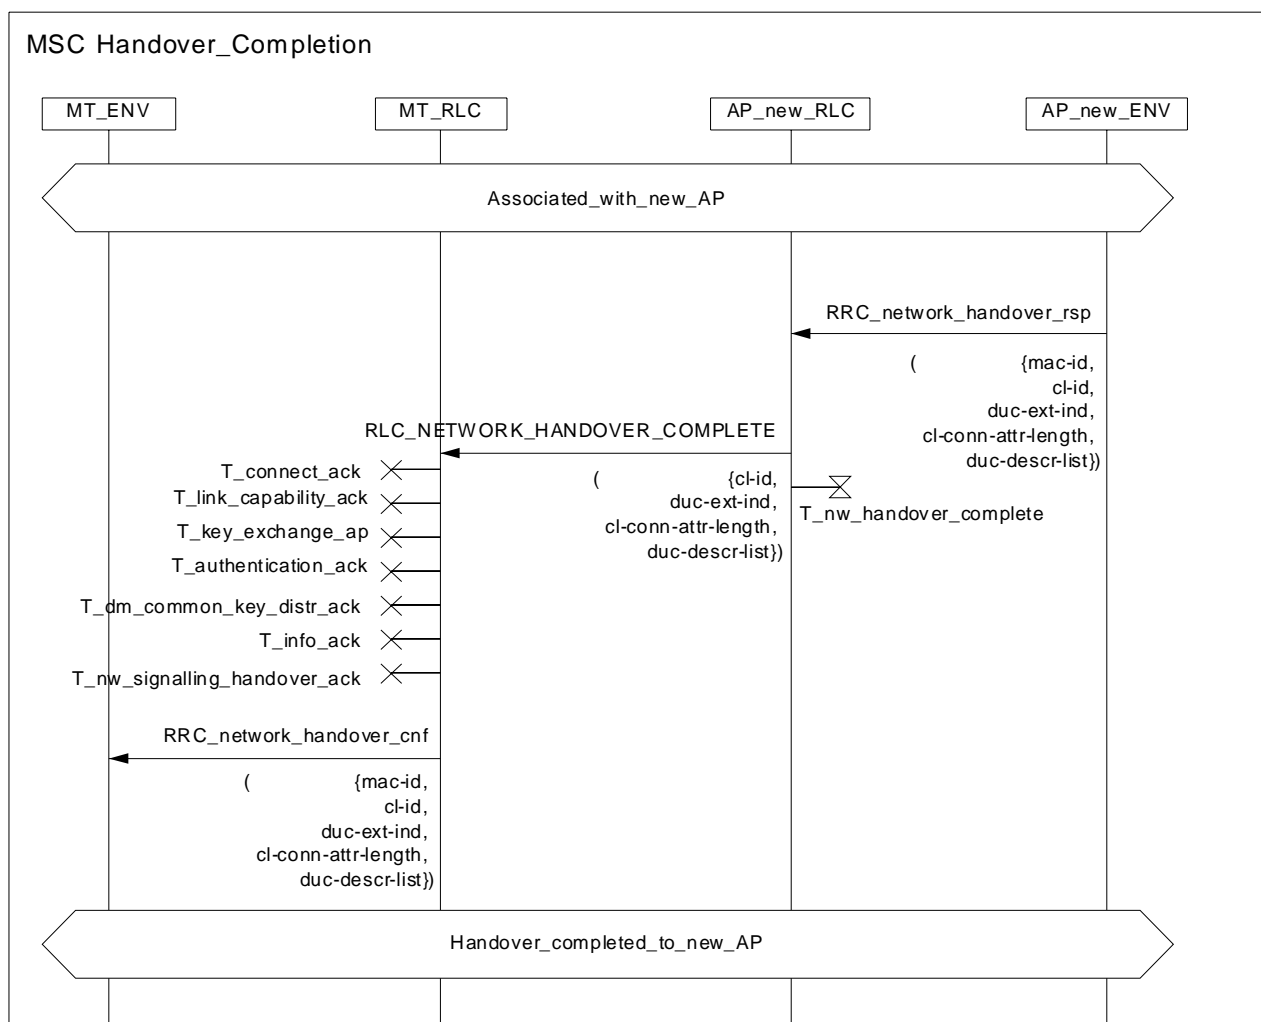 MSC Handover_Completion
MT_ENV
MT_RLC
AP_new_RLC
AP_new_ENV
Associated_with_new_AP
RRC_network_handover_rsp
( {mac-id,
cl-id,
duc-ext-ind,
cl-conn-attr-length,
duc-descr-list})
RLC_NETWORK_HANDOVER_COMPLETE
( {cl-id,
duc-ext-ind,
cl-conn-attr-length,
duc-descr-list})
T_nw_handover_complete
T_connect_ack
T_link_capability_ack
T_key_exchange_ap
T_authentication_ack
T_dm_common_key_distr_ack
T_info_ack
T_nw_signalling_handover_ack
RRC_network_handover_cnf
( {mac-id,
cl-id,
duc-ext-ind,
cl-conn-attr-length,
duc-descr-list})
Handover_completed_to_new_AP